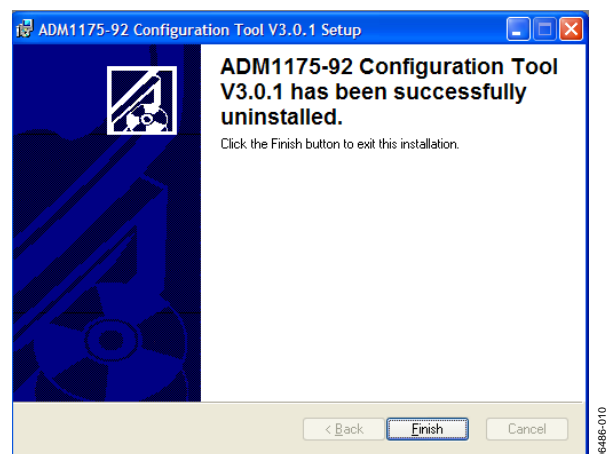 ADM1175-92 Configuration Tool V3.0.1 Setup
ADM1175-92 Configuration Tool
V3.0.1 has been successfully
uninstalled.
Click the Finish button to exit this installation.
< Back
Finish
Cancel
6486-010